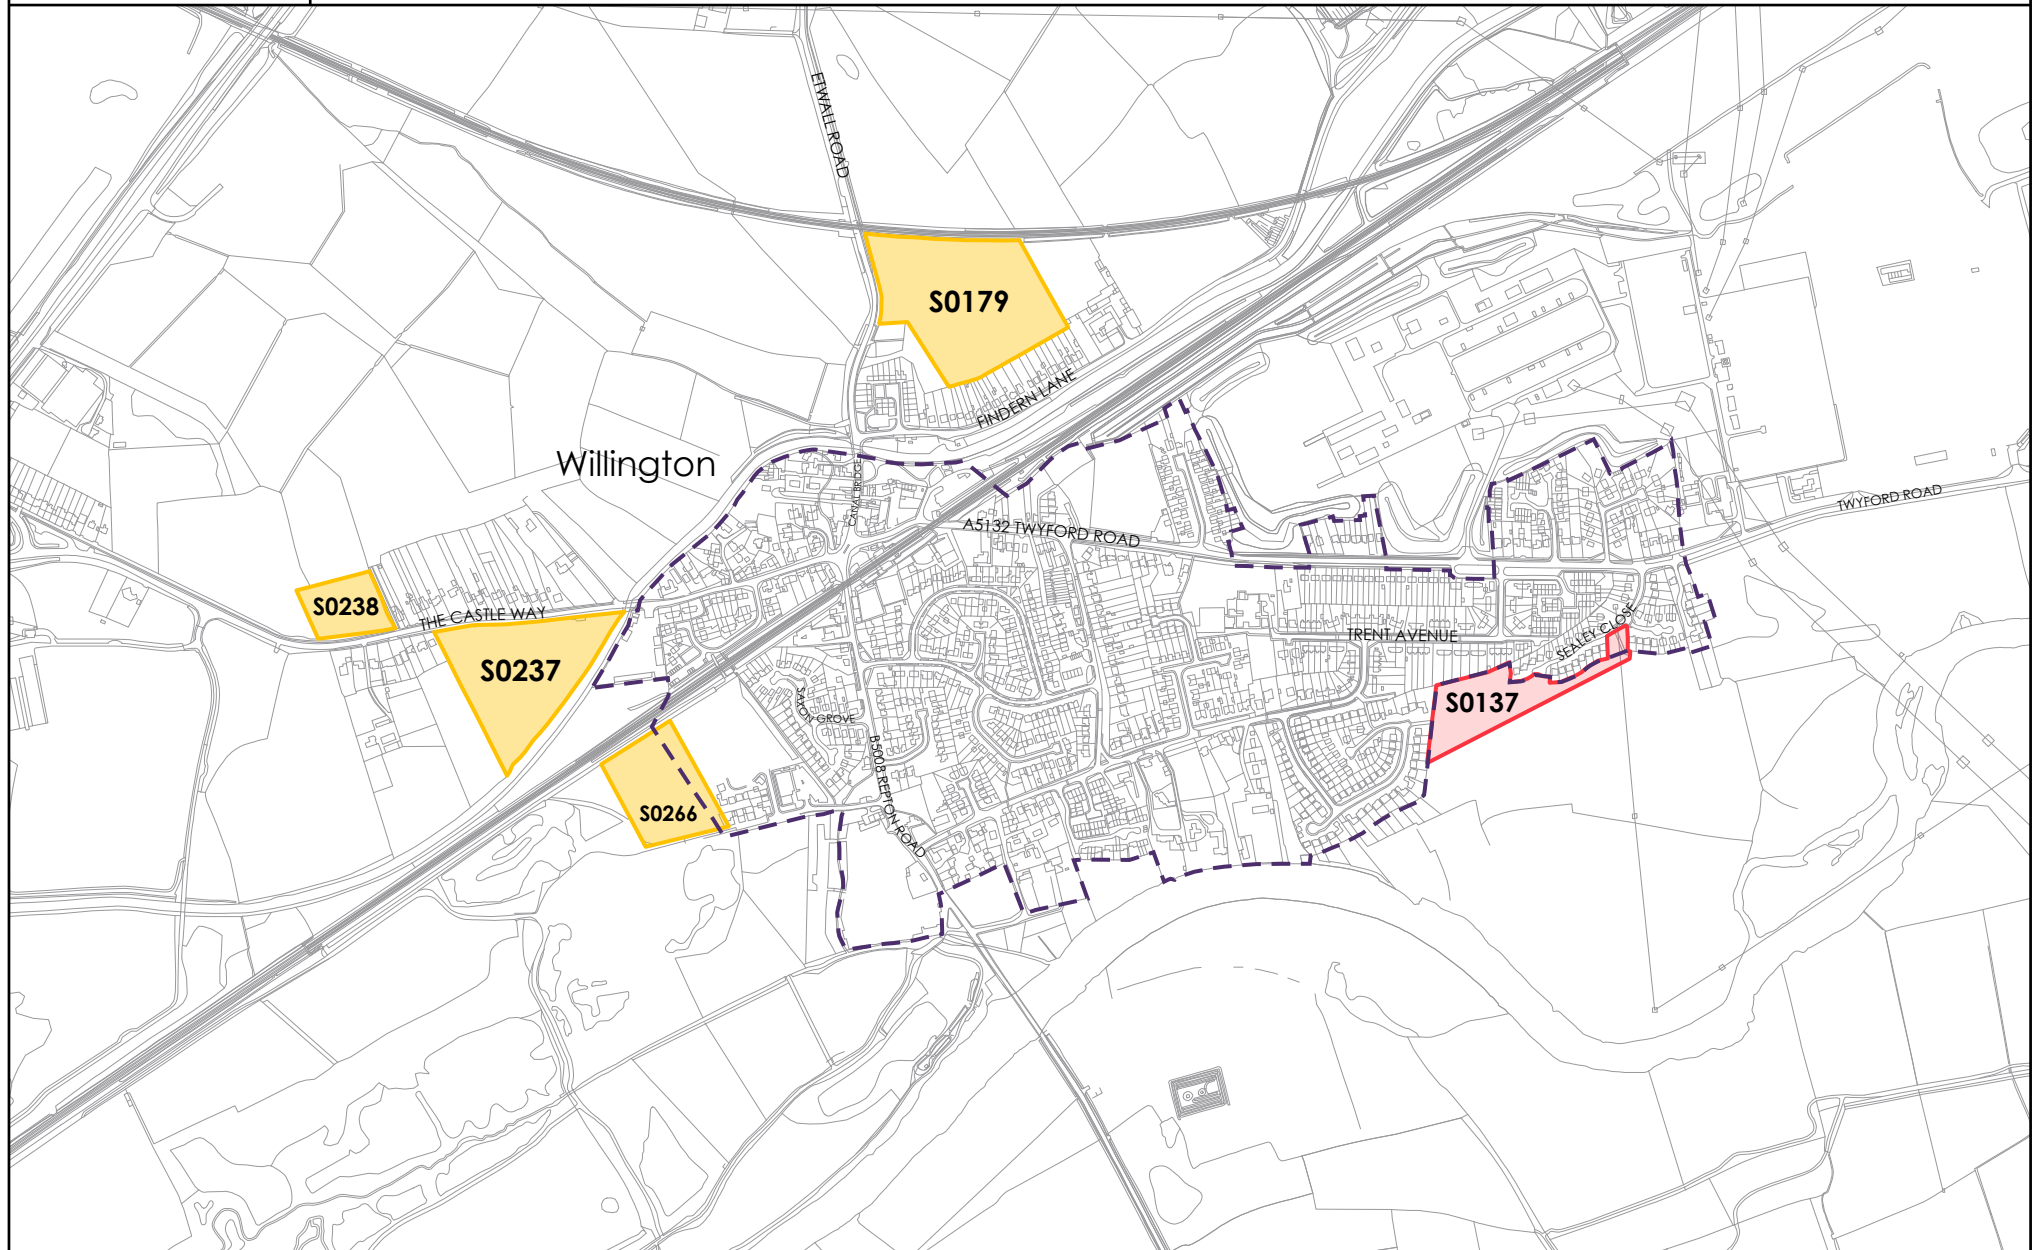 ETWALL ROAD
S0179
FINDERN LANE
Willington
CANAL BRIDGE
A5132 TWYFORD ROAD
TWYFORD ROAD
S0238
THE CASTLE WAY
S0237
TRENT AVENUE
SEALEY CLOSE
S0137
SAXON GROVE
B5008 REPTON ROAD
S0266